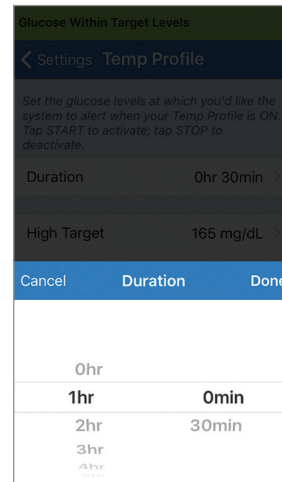 Glucose Within Target Levels
Settings Temp Profile
Set the glucose levels at which you'd like the
system to alert when your Temp Profile is ON.
Tap START to activate; tap STOP to
deactivate.
Duration 0hr 30min
High Target 165 mg/dL
Cancel Duration Done
0hr
1hr 0min
2hr 30min
3hr
4hr